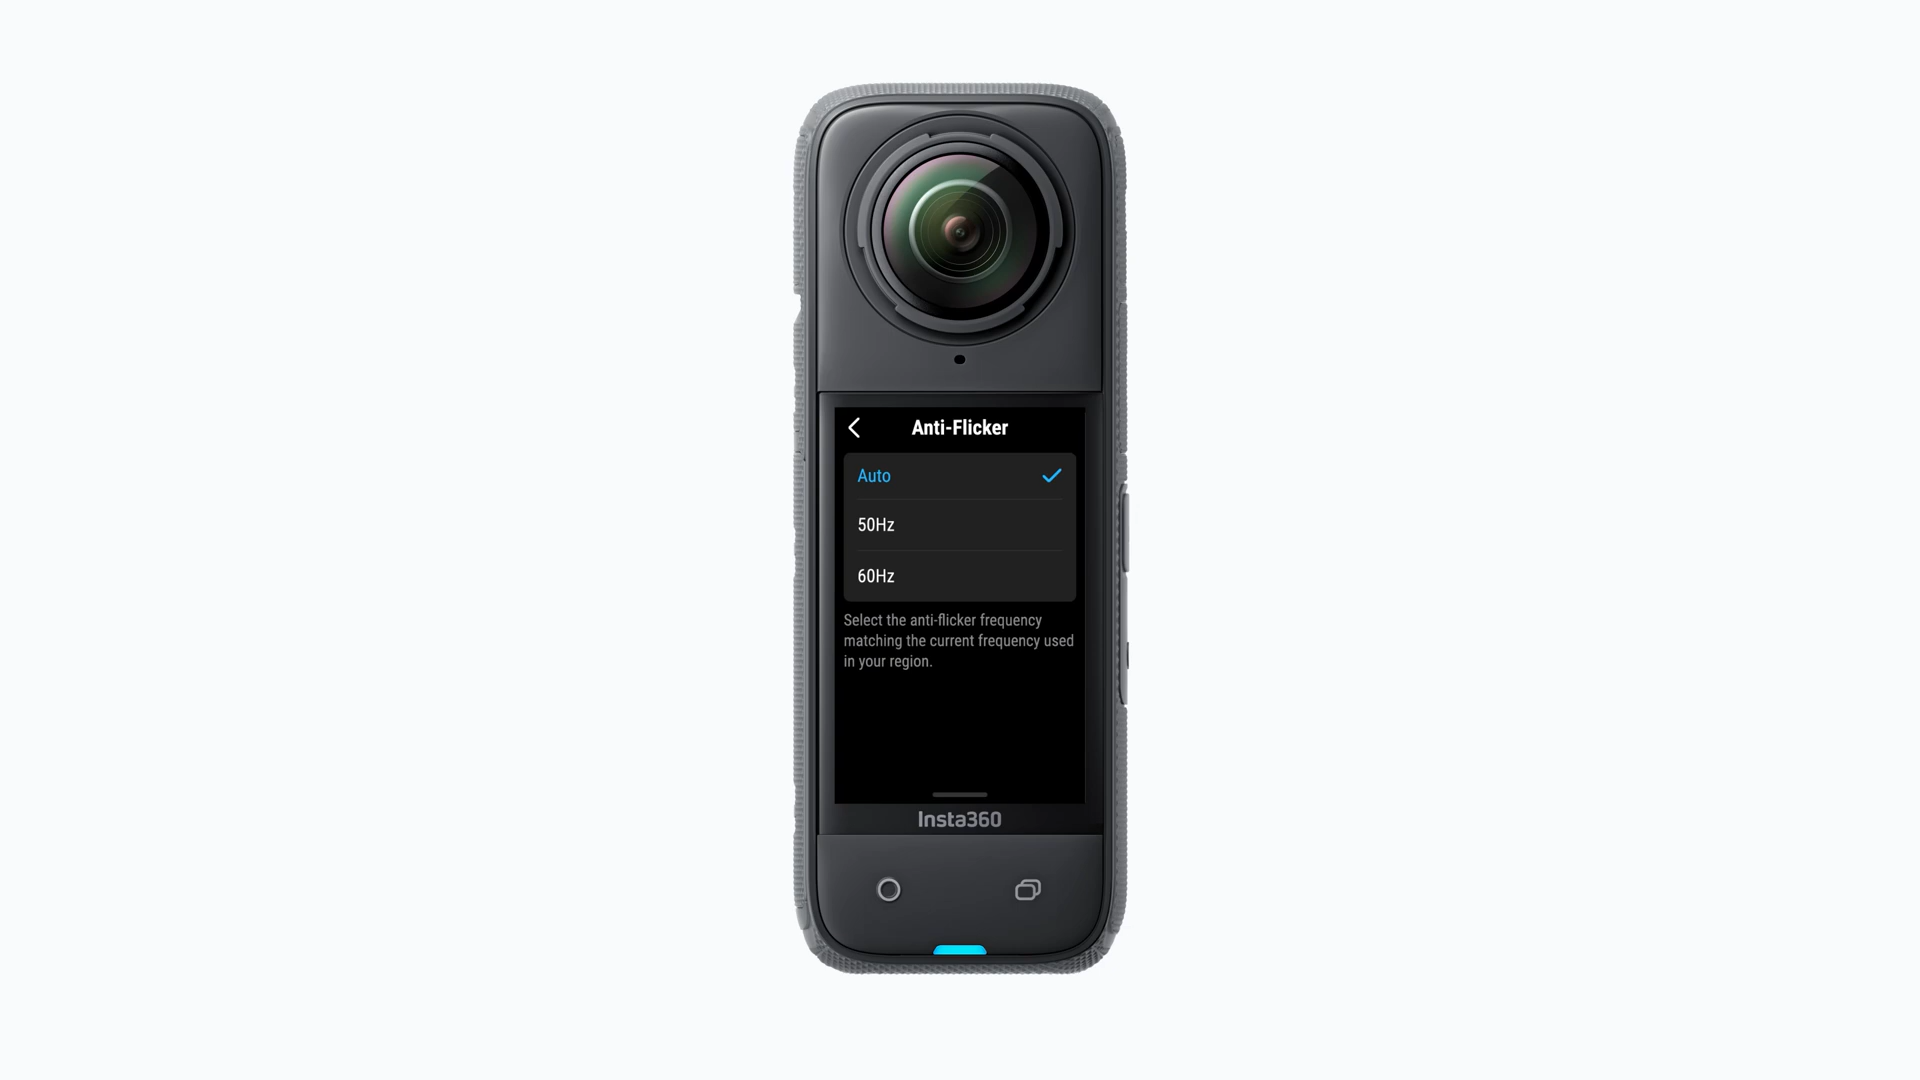 Anti-Flicker
Auto
50Hz
60Hz
Select the anti-flicker frequency
matching the current frequency used
in your region.
Insta360